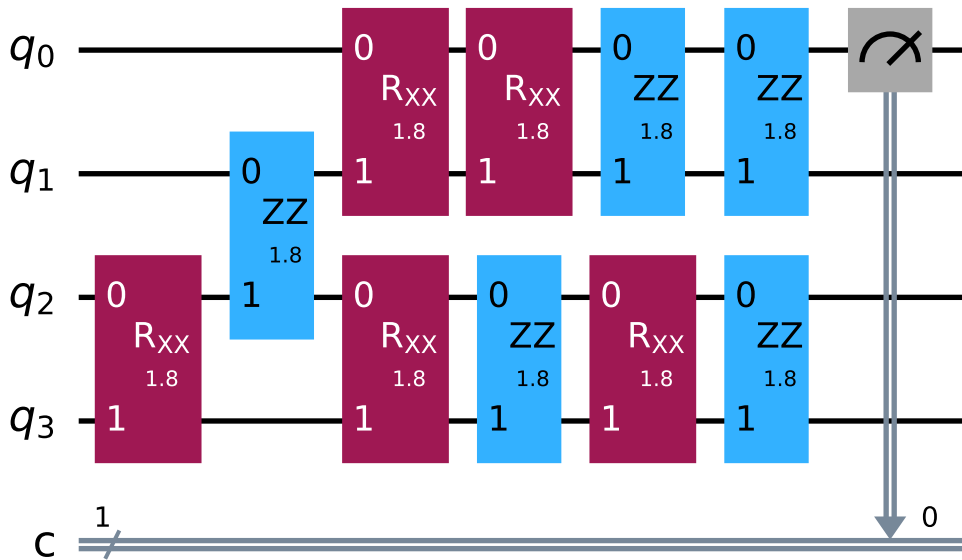 q0 0 0 0 0
RXX RXX ZZ ZZ
1.8 1.8 1.8 1.8
q1 0 1 1 1 1
ZZ
1.8
q2 0 1 0 0 0 0
RXX RXX ZZ RXX ZZ
1.8 1.8 1.8 1.8 1.8
q3 1 1 1 1 1
1 0
c